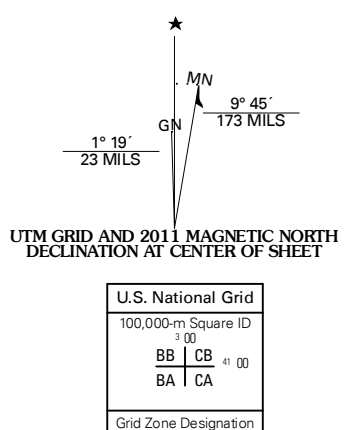 ★
MN
GN
1° 19´
23 MILS
9° 45´
173 MILS
UTM GRID AND 2011 MAGNETIC NORTH
DECLINATION AT CENTER OF SHEET
U.S. National Grid
100,000-m Square ID
3 00
BB CB
41 00
BA CA
Grid Zone Designation